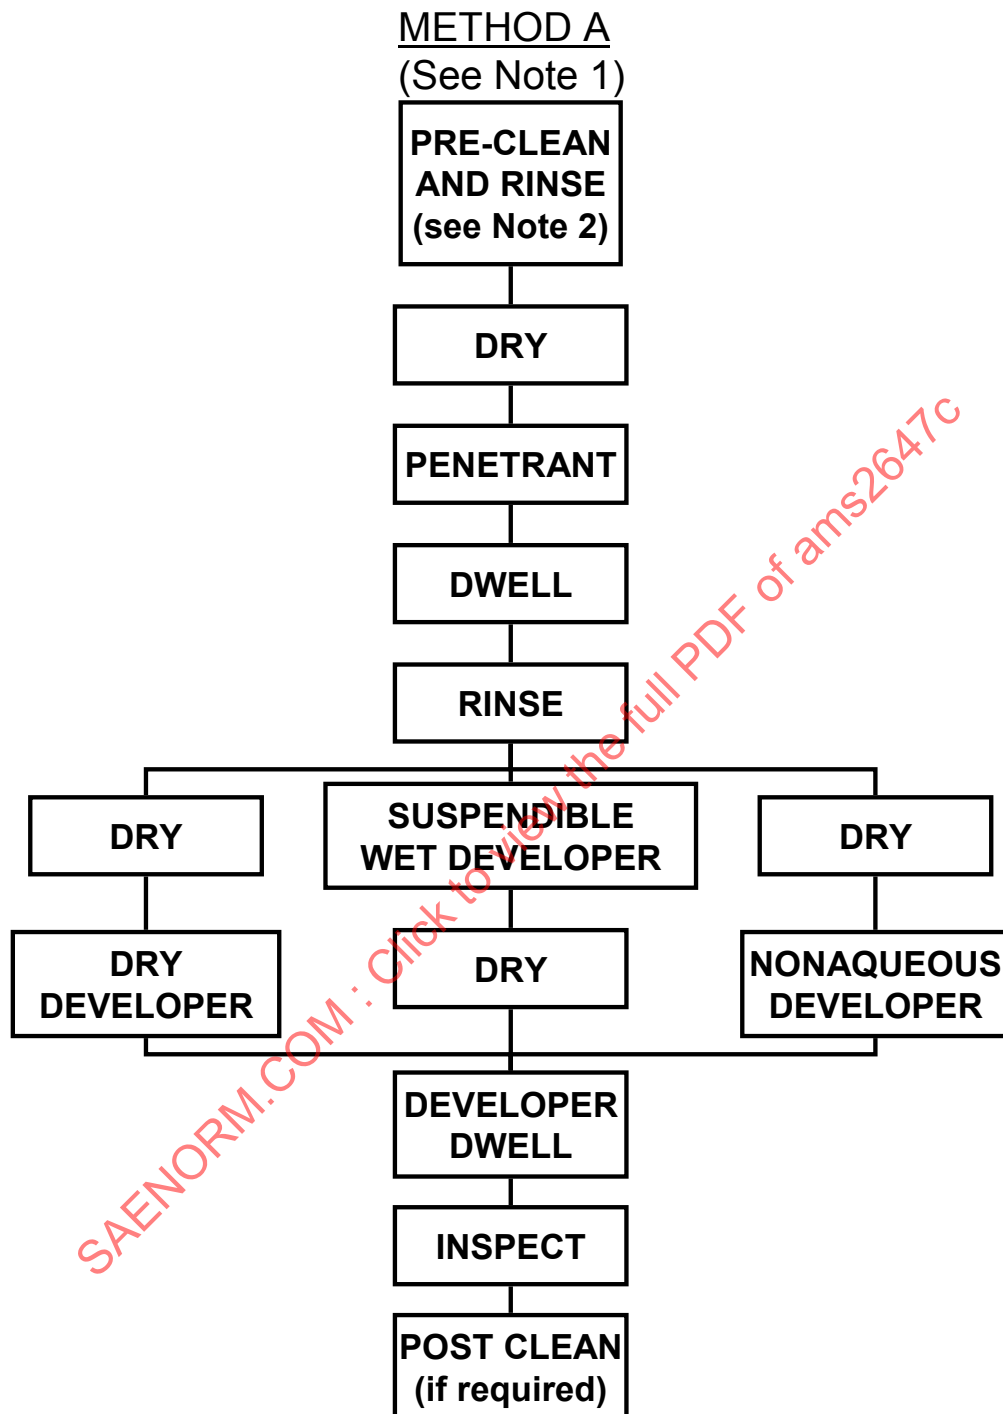 METHOD A
(See Note 1)
PRE-CLEAN
AND RINSE
(see Note 2)
DRY
PENETRANT
DWELL
RINSE
DRY
SUSPENDIBLE
WET DEVELOPER
DRY
DRY
DEVELOPER
DRY
NONAQUEOUS
DEVELOPER
DEVELOPER
DWELL
INSPECT
POST CLEAN
(if required)
SAENORM.COM : Click to view the full PDF of ams2647c